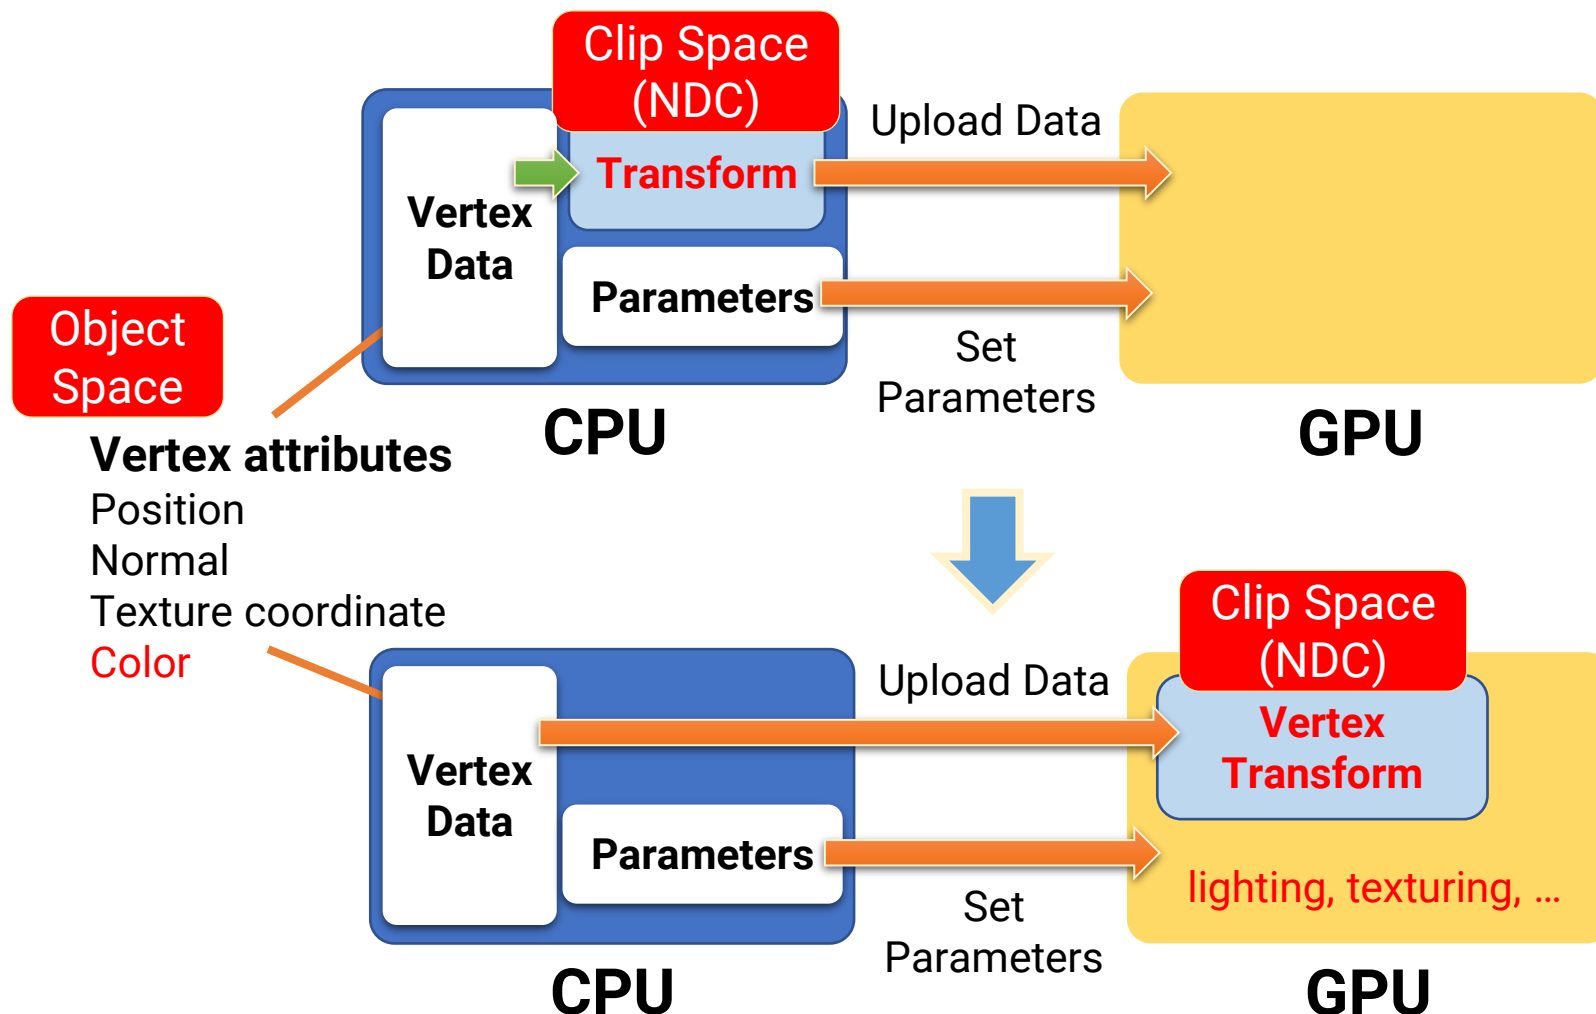 Clip Space
(NDC)
Upload Data
Transform
Vertex
Data
Parameters
Set
Parameters
Object
Space
CPU
GPU
Vertex attributes
Position
Normal
Texture coordinate
Color
Clip Space
(NDC)
Upload Data
Vertex
Transform
Vertex
Data
Parameters
lighting, texturing, ...
Set
Parameters
CPU
GPU